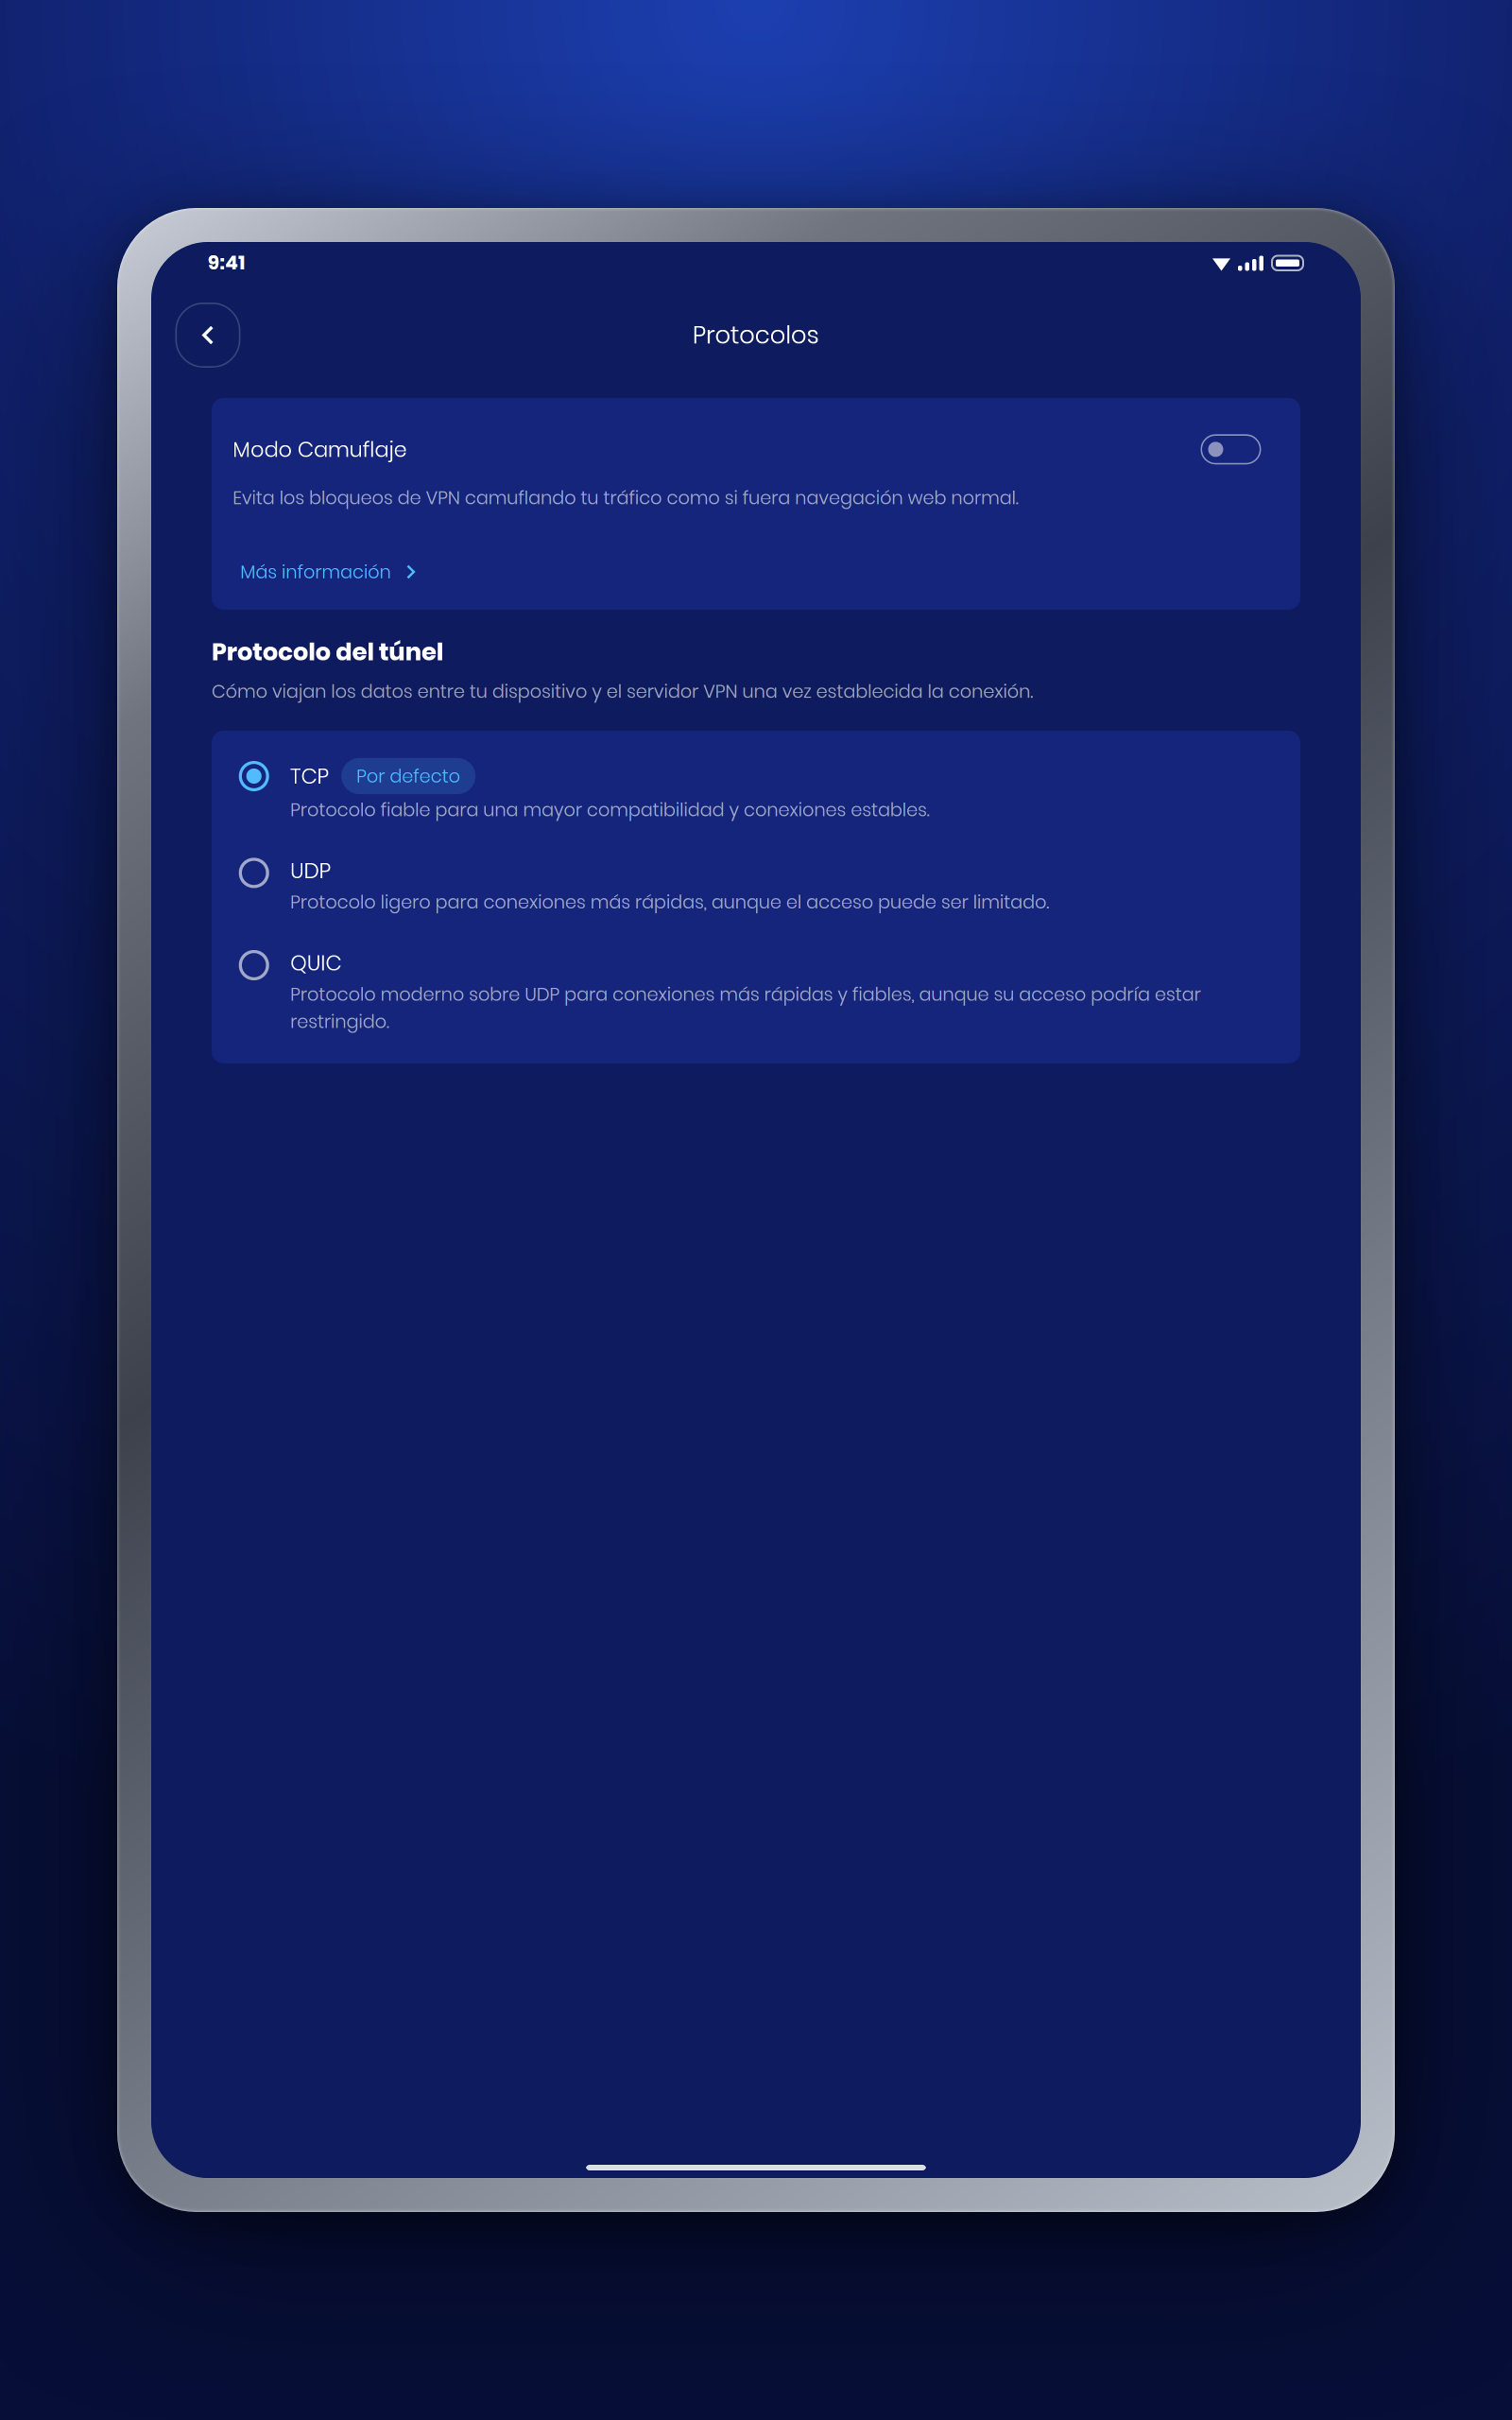 9:41
Protocolos
Modo Camuflaje
Evita los bloqueos de VPN camuflando tu tráfico como si fuera navegación web normal.
Más información
Protocolo del túnel
Cómo viajan los datos entre tu dispositivo y el servidor VPN una vez establecida la conexión.
TCP Por defecto
Protocolo fiable para una mayor compatibilidad y conexiones estables.
UDP
Protocolo ligero para conexiones más rápidas, aunque el acceso puede ser limitado.
QUIC
Protocolo moderno sobre UDP para conexiones más rápidas y fiables, aunque su acceso podría estar
restringido.